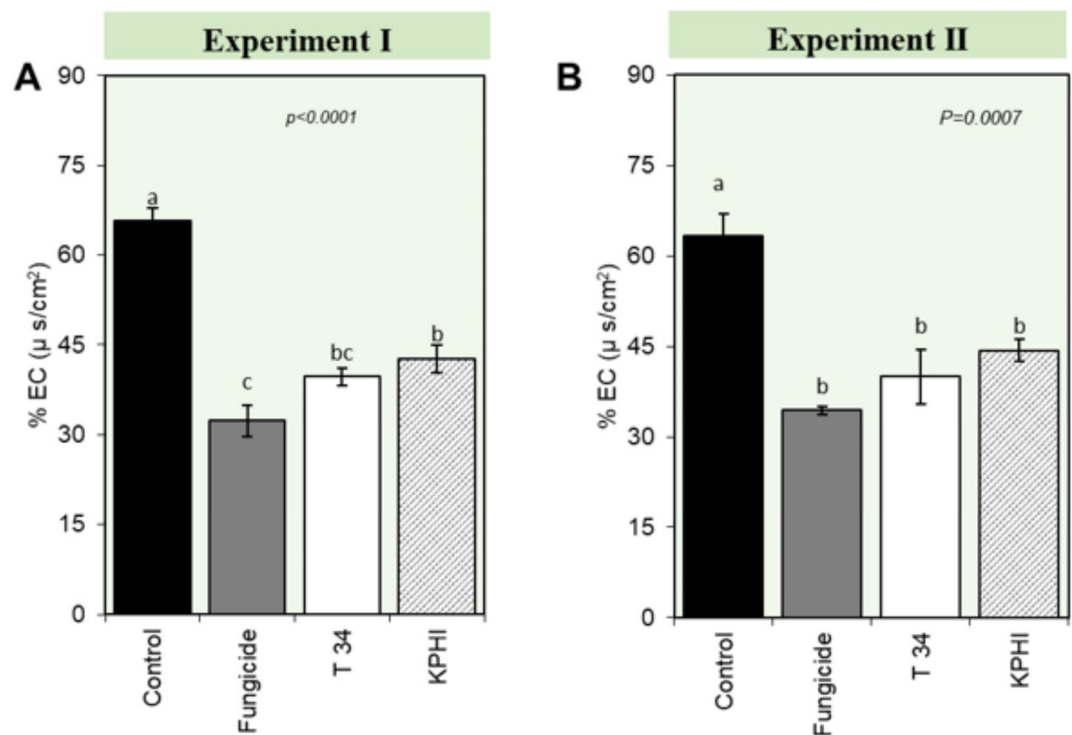 Experiment I
A
p<0.0001
90
75
60
45
30
15
0
% EC (µ s/cm²)
a
c
bc
b
Control
Fungicide
T 34
KPHI
Experiment II
B
P=0.0007
90
75
60
45
30
15
0
% EC (µ s/cm²)
a
b
b
b
Control
Fungicide
T 34
KPHI